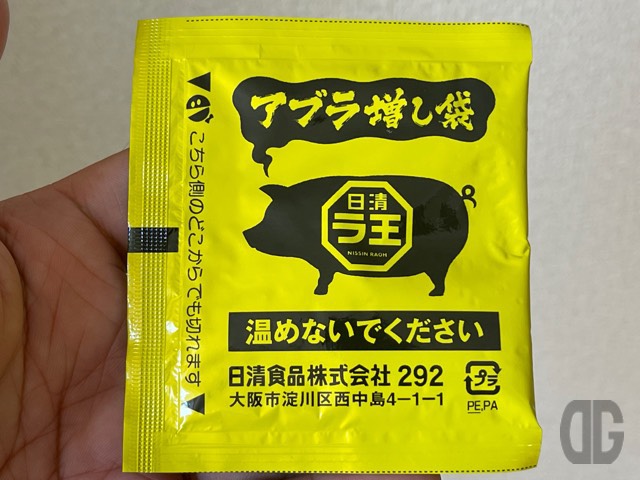 アブラ増し袋
日清
ラ王
NISSIN RAOH
温めないでください
日清食品株式会社 292
大阪市淀川区西中島4-1-1
プラ
PE,PA
こちら側のどこからでも切れます
DG